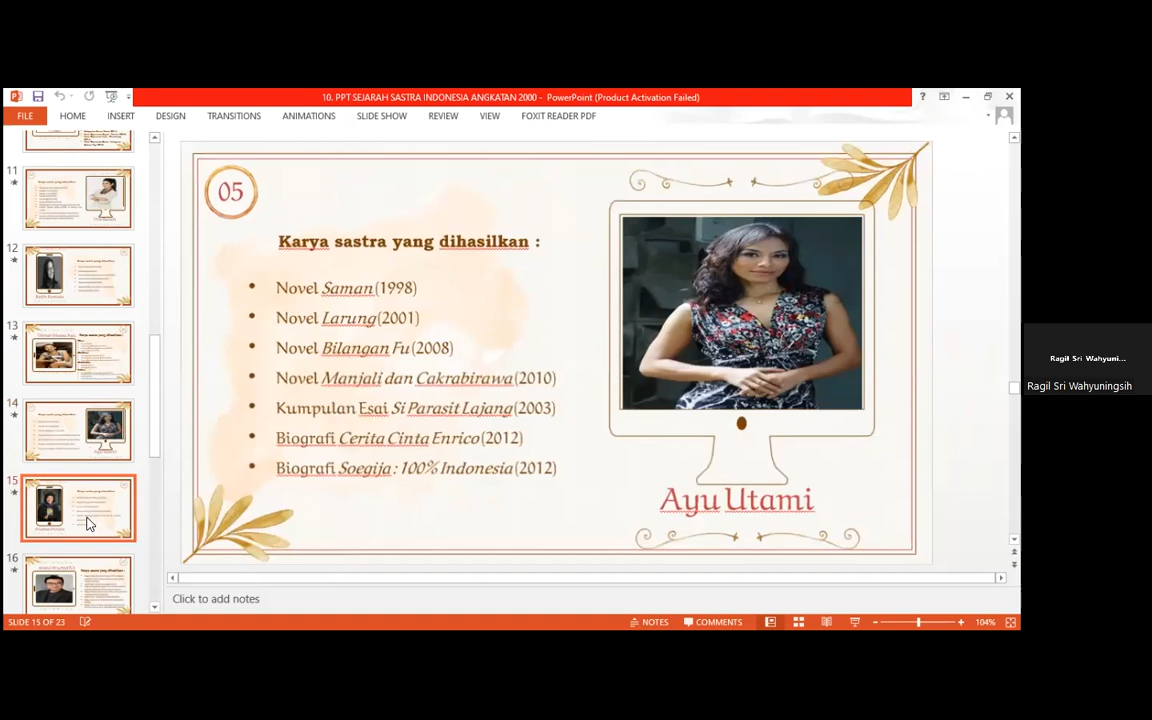 10. PPT SEJARAH SASTRA INDONESIA ANGKATAN 2000 - PowerPoint (Product Activation Failed)
FILE HOME INSERT DESIGN TRANSITIONS ANIMATIONS SLIDE SHOW REVIEW VIEW FOXIT READER PDF
11
12
13
14
15
16
05
Karya sastra yang dihasilkan :
• Novel Saman (1998)
• Novel Larung (2001)
• Novel Bilangan Fu (2008)
• Novel Manjali dan Cakrabirawa (2010)
• Kumpulan Esai Si Parasit Lajang (2003)
• Biografi Cerita Cinta Enrico (2012)
• Biografi Soegija : 100% Indonesia (2012)
Ayu Utami
Ragil Sri Wahyuni...
Ragil Sri Wahyuningsih
Click to add notes
SLIDE 15 OF 23 NOTES COMMENTS 104%